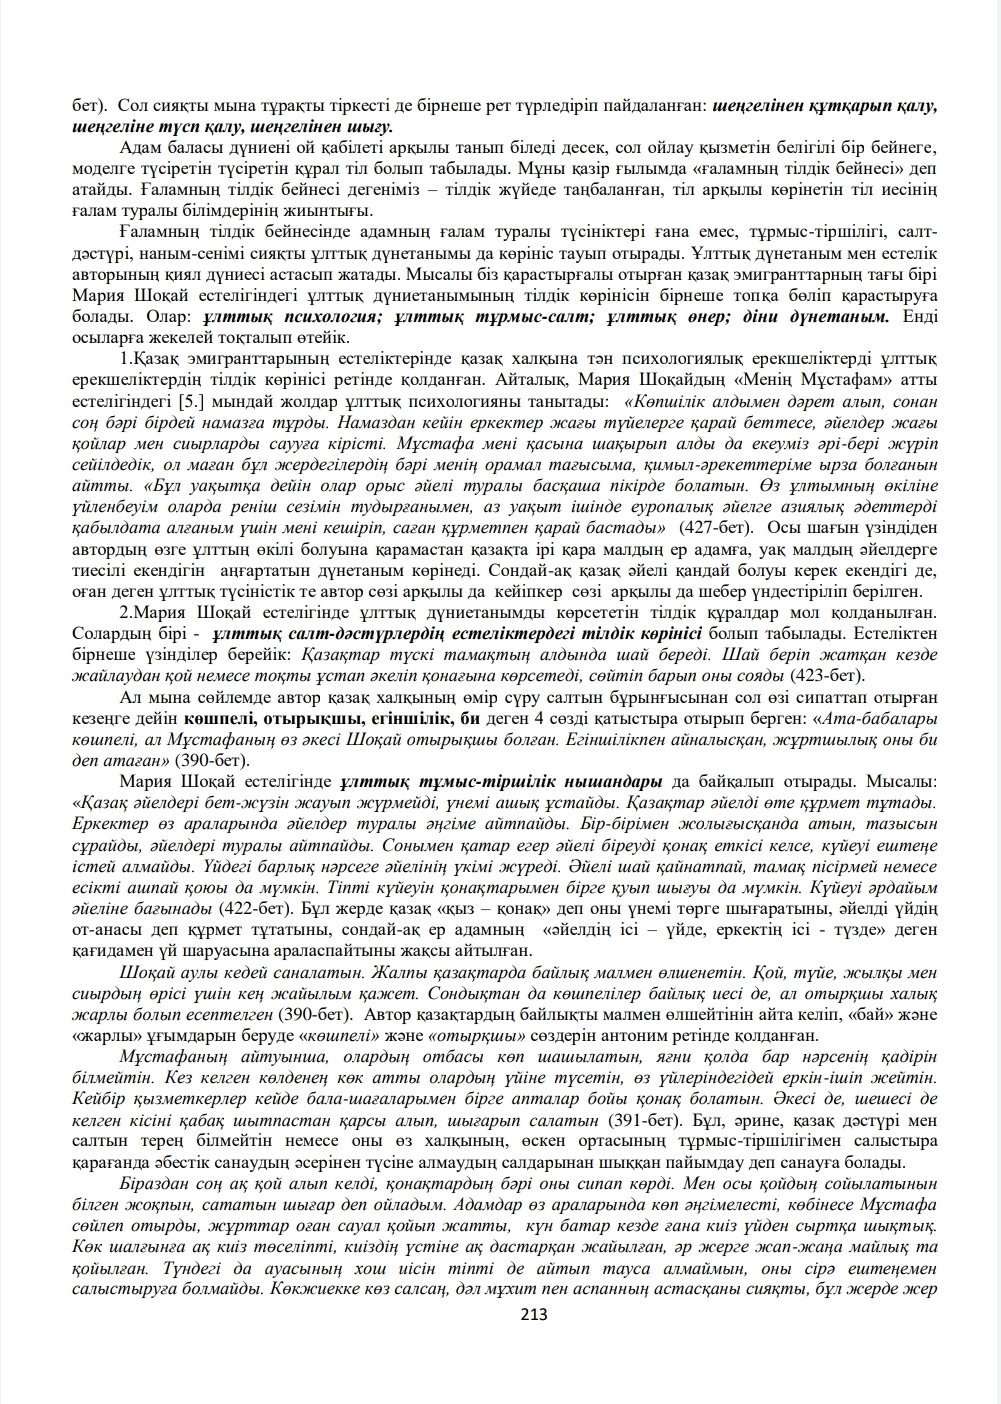 бет).  Сол сияқты мына тұрақты тіркесті де бірнеше рет түрледіріп пайдаланған: шеңгелінен құтқарып қалу,
шеңгеліне түсп қалу, шеңгелінен шығу.
Адам баласы дүниені ой қабілеті арқылы танып біледі десек, сол ойлау қызметін белігілі бір бейнеге,
моделге түсіретін түсіретін құрал тіл болып табылады. Мұны қазір ғылымда «ғаламның тілдік бейнесі» деп
атайды. Ғаламның тілдік бейнесі дегеніміз – тілдік жүйеде таңбаланған, тіл арқылы көрінетін тіл иесінің
ғалам туралы білімдерінің жиынтығы.
Ғаламның тілдік бейнесінде адамның ғалам туралы түсініктері ғана емес, тұрмыс-тіршілігі, салт-
дәстүрі, наным-сенімі сияқты ұлттық дүнетанымы да көрініс тауып отырады. Ұлттық дүнетаным мен естелік
авторының қиял дүниесі астасып жатады. Мысалы біз қарастырғалы отырған қазақ эмигранттарның тағы бірі
Мария Шоқай естелігіндегі ұлттық дүниетанымының тілдік көрінісін бірнеше топқа бөліп қарастыруға
болады. Олар: ұлттық психология; ұлттық тұрмыс-салт; ұлттық өнер; діни дүнетаным. Енді
осыларға жекелей тоқталып өтейік.
1.Қазақ эмигранттарының естеліктерінде қазақ халқына тән психологиялық ерекшеліктерді ұлттық
ерекшеліктердің тілдік көрінісі ретінде қолданған. Айталық, Мария Шоқайдың «Менің Мұстафам» атты
естелігіндегі [5.] мындай жолдар ұлттық психологияны танытады:  «Көпшілік алдымен дәрет алып, сонан
соң бәрі бірдей намазға тұрды. Намаздан кейін еркектер жағы түйелерге қарай беттесе, әйелдер жағы
қойлар мен сиырларды саууға кірісті. Мұстафа мені қасына шақырып алды да екеуміз әрі-бері жүріп
сейілдедік, ол маған бұл жердегілердің бәрі менің орамал тағысыма, қимыл-әрекеттеріме ырза болғанын
айтты. «Бұл уақытқа дейін олар орыс әйелі туралы басқаша пікірде болатын. Өз ұлтымның өкіліне
үйленбеуім оларда реніш сезімін тудырғанымен, аз уақыт ішінде еуропалық әйелге азиялық әдеттерді
қабылдата алғаным үшін мені кешіріп, саған құрметпен қарай бастады»  (427-бет).  Осы шағын үзіндіден
автордың өзге ұлттың өкілі болуына қарамастан қазақта ірі қара малдың ер адамға, уақ малдың әйелдерге
тиесілі екендігін  аңғартатын дүнетаным көрінеді. Сондай-ақ қазақ әйелі қандай болуы керек екендігі де,
оған деген ұлттық түсіністік те автор сөзі арқылы да  кейіпкер  сөзі  арқылы да шебер үндестіріліп берілген.
2.Мария Шоқай естелігінде ұлттық дүниетанымды көрсететін тілдік құралдар мол қолданылған.
Солардың бірі -  ұлттық салт-дәстүрлердің естеліктердегі тілдік көрінісі болып табылады. Естеліктен
бірнеше үзінділер берейік: Қазақтар түскі тамақтың алдында шай береді. Шай беріп жатқан кезде
жайлаудан қой немесе тоқты ұстап әкеліп қонағына көрсетеді, сөйтіп барып оны сояды (423-бет).
Ал мына сөйлемде автор қазақ халқының өмір сүру салтын бұрынғысынан сол өзі сипаттап отырған
кезеңге дейін көшпелі, отырықшы, егіншілік, би деген 4 сөзді қатыстыра отырып берген: «Ата-бабалары
көшпелі, ал Мұстафаның өз әкесі Шоқай отырықшы болған. Егіншілікпен айналысқан, жұртшылық оны би
деп атаған» (390-бет).
Мария Шоқай естелігінде ұлттық тұмыс-тіршілік нышандары да байқалып отырады. Мысалы:
«Қазақ әйелдері бет-жүзін жауып жүрмейді, үнемі ашық ұстайды. Қазақтар әйелді өте құрмет тұтады.
Еркектер өз араларында әйелдер туралы әңгіме айтпайды. Бір-бірімен жолығысқанда атын, тазысын
сұрайды, әйелдері туралы айтпайды. Сонымен қатар егер әйелі біреуді қонақ еткісі келсе, күйеуі ештеңе
істей алмайды. Үйдегі барлық нәрсеге әйелінің үкімі жүреді. Әйелі шай қайнатпай, тамақ пісірмей немесе
есікті ашпай қоюы да мүмкін. Тіпті күйеуін қонақтарымен бірге қуып шығуы да мүмкін. Күйеуі әрдайым
әйеліне бағынады (422-бет). Бұл жерде қазақ «қыз – қонақ» деп оны үнемі төрге шығаратыны, әйелді үйдің
от-анасы деп құрмет тұтатыны, сондай-ақ ер адамның  «әйелдің ісі – үйде, еркектің ісі - түзде» деген
қағидамен үй шаруасына араласпайтыны жақсы айтылған.
Шоқай аулы кедей саналатын. Жалпы қазақтарда байлық малмен өлшенетін. Қой, түйе, жылқы мен
сиырдың өрісі үшін кең жайылым қажет. Сондықтан да көшпелілер байлық иесі де, ал отырқшы халық
жарлы болып есептелген (390-бет).  Автор қазақтардың байлықты малмен өлшейтінін айта келіп, «бай» және
«жарлы» ұғымдарын беруде «көшпелі» және «отырқшы» сөздерін антоним ретінде қолданған.
Мұстафаның айтуынша, олардың отбасы көп шашылатын, яғни қолда бар нәрсенің қадірін
білмейтін. Кез келген көлденең көк атты олардың үйіне түсетін, өз үйлеріндегідей еркін-ішіп жейтін.
Кейбір қызметкерлер кейде бала-шағаларымен бірге апталар бойы қонақ болатын. Әкесі де, шешесі де
келген кісіні қабақ шытпастан қарсы алып, шығарып салатын (391-бет). Бұл, әрине, қазақ дәстүрі мен
салтын терең білмейтін немесе оны өз халқының, өскен ортасының тұрмыс-тіршілігімен салыстыра
қарағанда әбестік санаудың әсерінен түсіне алмаудың салдарынан шыққан пайымдау деп санауға болады.
Біраздан соң ақ қой алып келді, қонақтардың бәрі оны сипап көрді. Мен осы қойдың сойылатынын
білген жоқпын, сататын шығар деп ойладым. Адамдар өз араларында көп әңгімелесті, көбінесе Мұстафа
сөйлеп отырды, жұрттар оған сауал қойып жатты,  күн батар кезде ғана киіз үйден сыртқа шықтық.
Көк шалғынға ақ киіз төселіпті, киіздің үстіне ақ дастарқан жайылған, әр жерге жап-жаңа майлық та
қойылған. Түндегі да ауасының хош иісін тіпті де айтып тауса алмаймын, оны сірә ештеңемен
салыстыруға болмайды. Көкжиекке көз салсаң, дәл мұхит пен аспанның астасқаны сияқты, бұл жерде жер
213